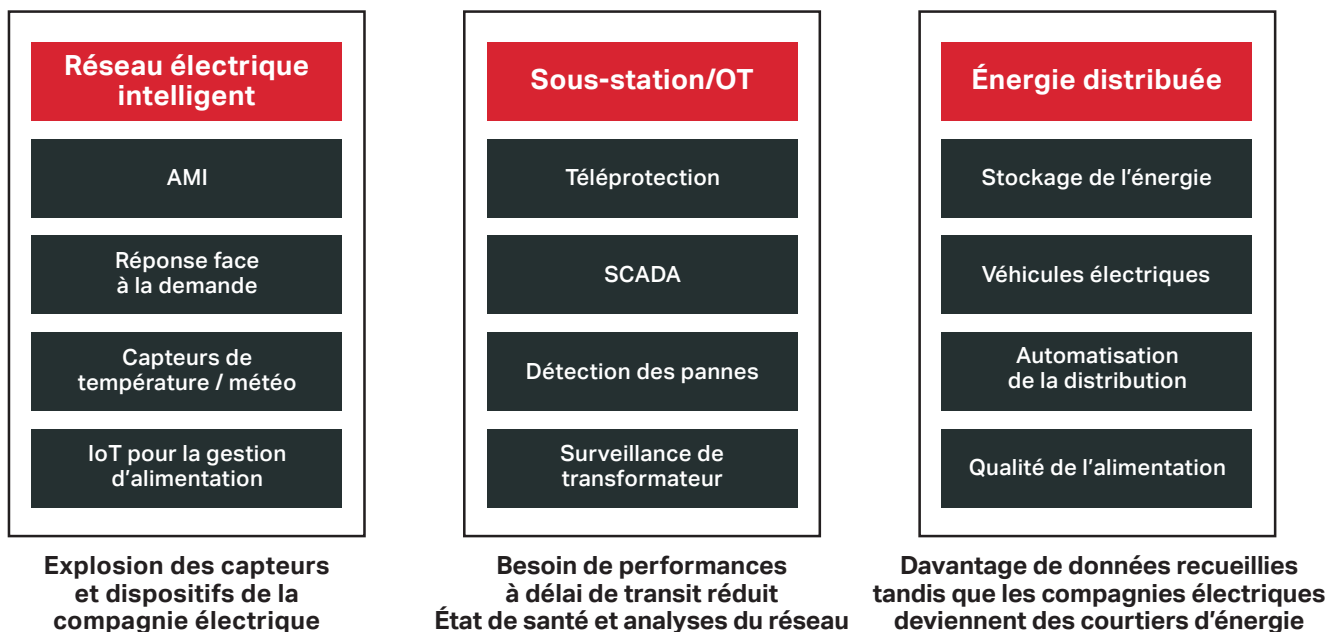 Réseau électrique
intelligent
AMI
Réponse face
à la demande
Capteurs de
température / météo
IoT pour la gestion
d’alimentation
Explosion des capteurs
et dispositifs de la
compagnie électrique
Sous-station/OT
Téléprotection
SCADA
Détection des pannes
Surveillance de
transformateur
Besoin de performances
à délai de transit réduit
État de santé et analyses du réseau
Énergie distribuée
Stockage de l’énergie
Véhicules électriques
Automatisation
de la distribution
Qualité de l’alimentation
Davantage de données recueillies
tandis que les compagnies électriques
deviennent des courtiers d’énergie